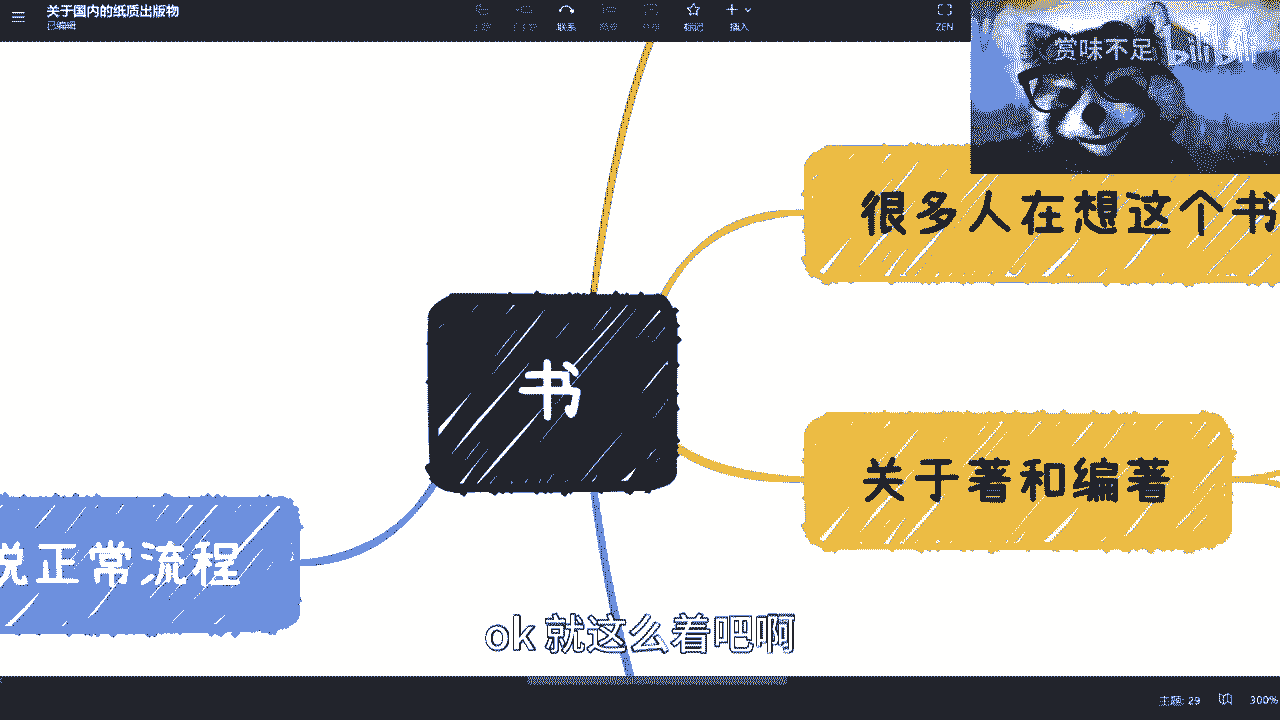 关于国内的纸质出版物
已编辑
联系
标记
插入
ZEN
赏味不足
bilibili
很多人在想这个书
书
关于著和编著
说正常流程
ok 就这么着吧啊
主题: 29
300%